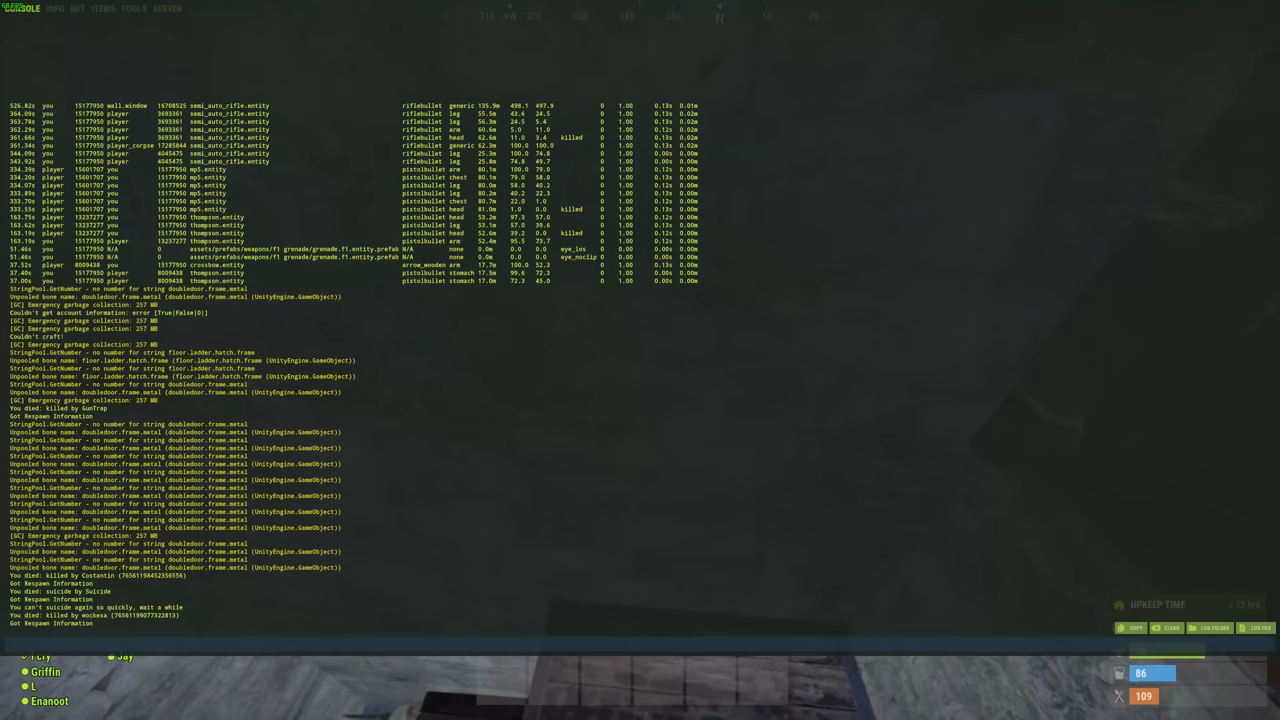 CONSOLE INFO NET ITEMS TOOLS SERVER
N
526.82s you 15177950 wall.window 16708525 semi_auto_rifle.entity riflebullet generic 135.9m 498.1 497.9 0 1.00 0.13s 0.01m
364.09s you 15177950 player 3693361 semi_auto_rifle.entity riflebullet leg 55.5m 43.6 24.5 0 1.00 0.13s 0.02m
363.78s you 15177950 player 3693361 semi_auto_rifle.entity riflebullet leg 56.3m 24.5 5.4 0 1.00 0.13s 0.02m
362.29s you 15177950 player 3693361 semi_auto_rifle.entity riflebullet arm 60.6m 5.0 11.0 0 1.00 0.12s 0.02m
361.66s you 15177950 player 3693361 semi_auto_rifle.entity riflebullet head 62.6m 11.0 3.4 killed 0 1.00 0.13s 0.02m
361.34s you 15177950 player_corpse 17285844 semi_auto_rifle.entity riflebullet generic 62.3m 100.0 100.0 0 1.00 0.13s 0.02m
344.09s you 15177950 player 4045475 semi_auto_rifle.entity riflebullet leg 25.3m 100.0 74.8 0 1.00 0.00s 0.00m
343.92s you 15177950 player 4045475 semi_auto_rifle.entity riflebullet leg 25.8m 74.8 49.7 0 1.00 0.00s 0.00m
334.39s player 15601707 you 15177950 mp5.entity pistolbullet arm 80.1m 100.0 79.0 0 1.00 0.12s 0.00m
334.20s player 15601707 you 15177950 mp5.entity pistolbullet chest 80.1m 79.0 58.0 0 1.00 0.12s 0.00m
334.07s player 15601707 you 15177950 mp5.entity pistolbullet leg 80.0m 58.0 40.2 0 1.00 0.13s 0.00m
333.89s player 15601707 you 15177950 mp5.entity pistolbullet leg 80.2m 40.2 22.3 0 1.00 0.12s 0.00m
333.70s player 15601707 you 15177950 mp5.entity pistolbullet chest 80.7m 22.7 1.0 0 1.00 0.12s 0.00m
333.55s player 15601707 you 15177950 mp5.entity pistolbullet head 81.0m 1.0 0.0 killed 0 1.00 0.13s 0.00m
163.75s player 13237277 you 15177950 thompson.entity pistolbullet head 53.2m 97.3 57.0 0 1.00 0.12s 0.00m
163.62s player 13237277 you 15177950 thompson.entity pistolbullet leg 53.1m 57.0 39.6 0 1.00 0.13s 0.00m
163.19s player 13237277 you 15177950 thompson.entity pistolbullet head 52.6m 39.2 0.0 killed 0 1.00 0.13s 0.00m
163.19s you 15177950 player 13237277 thompson.entity pistolbullet arm 52.4m 95.5 73.7 0 1.00 0.12s 0.00m
51.46s you 15177950 N/A 0 assets/prefabs/weapons/f1 grenade/grenade.f1.entity.prefab N/A none 0.0m 0.0 0.0 eye_los 0 0.00 0.00s 0.00m
51.46s you 15177950 N/A 0 assets/prefabs/weapons/f1 grenade/grenade.f1.entity.prefab N/A none 0.0m 0.0 0.0 eye_noclip 0 0.00 0.00s 0.00m
37.52s player 8009438 you 15177950 crossbow.entity arrow_wooden arm 17.7m 100.0 52.3 0 1.00 0.13s 0.00m
37.40s you 15177950 player 8009438 thompson.entity pistolbullet stomach 17.5m 99.6 72.3 0 1.00 0.00s 0.00m
37.00s you 15177950 player 8009438 thompson.entity pistolbullet stomach 17.0m 72.3 45.0 0 1.00 0.00s 0.00m
StringPool.GetNumber - no number for string doubledoor.frame.metal
Unpooled bone name: doubledoor.frame.metal (doubledoor.frame.metal (UnityEngine.GameObject))
[GC] Emergency garbage collection: 257 MB
Couldn't get account information: error [True|False|0|]
[GC] Emergency garbage collection: 257 MB
[GC] Emergency garbage collection: 257 MB
Couldn't craft!
[GC] Emergency garbage collection: 257 MB
StringPool.GetNumber - no number for string floor.ladder.hatch.frame
Unpooled bone name: floor.ladder.hatch.frame (floor.ladder.hatch.frame (UnityEngine.GameObject))
StringPool.GetNumber - no number for string floor.ladder.hatch.frame
Unpooled bone name: floor.ladder.hatch.frame (floor.ladder.hatch.frame (UnityEngine.GameObject))
StringPool.GetNumber - no number for string doubledoor.frame.metal
Unpooled bone name: doubledoor.frame.metal (doubledoor.frame.metal (UnityEngine.GameObject))
[GC] Emergency garbage collection: 257 MB
You died: killed by GunTrap
Got Respawn Information
StringPool.GetNumber - no number for string doubledoor.frame.metal
Unpooled bone name: doubledoor.frame.metal (doubledoor.frame.metal (UnityEngine.GameObject))
StringPool.GetNumber - no number for string doubledoor.frame.metal
Unpooled bone name: doubledoor.frame.metal (doubledoor.frame.metal (UnityEngine.GameObject))
StringPool.GetNumber - no number for string doubledoor.frame.metal
Unpooled bone name: doubledoor.frame.metal (doubledoor.frame.metal (UnityEngine.GameObject))
StringPool.GetNumber - no number for string doubledoor.frame.metal
Unpooled bone name: doubledoor.frame.metal (doubledoor.frame.metal (UnityEngine.GameObject))
StringPool.GetNumber - no number for string doubledoor.frame.metal
Unpooled bone name: doubledoor.frame.metal (doubledoor.frame.metal (UnityEngine.GameObject))
StringPool.GetNumber - no number for string doubledoor.frame.metal
Unpooled bone name: doubledoor.frame.metal (doubledoor.frame.metal (UnityEngine.GameObject))
StringPool.GetNumber - no number for string doubledoor.frame.metal
Unpooled bone name: doubledoor.frame.metal (doubledoor.frame.metal (UnityEngine.GameObject))
[GC] Emergency garbage collection: 257 MB
StringPool.GetNumber - no number for string doubledoor.frame.metal
Unpooled bone name: doubledoor.frame.metal (doubledoor.frame.metal (UnityEngine.GameObject))
StringPool.GetNumber - no number for string doubledoor.frame.metal
Unpooled bone name: doubledoor.frame.metal (doubledoor.frame.metal (UnityEngine.GameObject))
You died: killed by Costantin (76561198452356556)
Got Respawn Information
You died: suicide by Suicide
Got Respawn Information
You can't suicide again so quickly, wait a while
You died: killed by wockesa (76561199077322813)
Got Respawn Information
UPKEEP TIME > 72 hrs
COPY CLEAR LOG FOLDER LOG FILE
Jay
Griffin
L
Enanoot
86
109